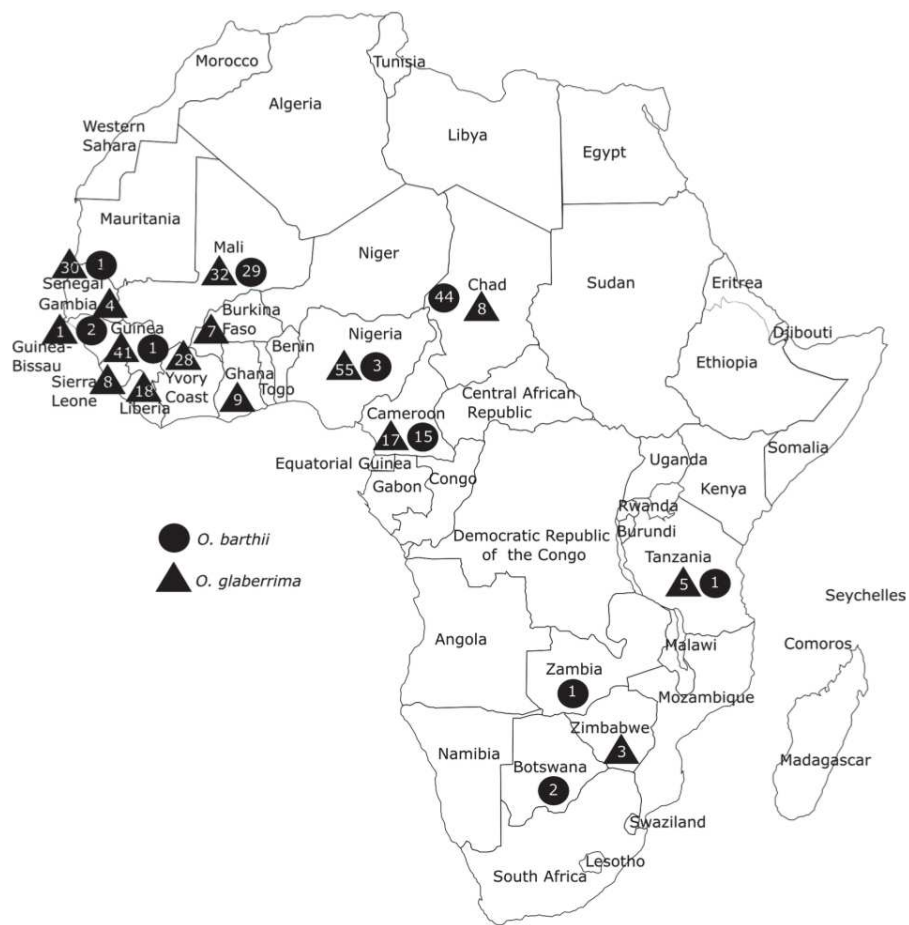 Morocco
Tunisia
Algeria
Western
Sahara
Libya
Egypt
Mauritania
Mali
Niger
Chad
Sudan
Eritrea
30
1
32
29
44
8
Senegal
Gambia
4
Burkina
Faso
7
Djibouti
1
2
Guinea
41
1
Nigeria
55
3
Benin
Guinea-
Bissau
28
Yvory
Coast
Ghana
9
Togo
Ethiopia
Sierra
Leone
8
18
Liberia
Cameroon
17
15
Central African
Republic
Somalia
Equatorial Guinea
Gabon
Congo
Uganda
Kenya
Rwanda
Burundi
Democratic Republic
of the Congo
Tanzania
5
1
O. barthii
O. glaberrima
Seychelles
Angola
Malawi
Comoros
Zambia
1
Mozambique
Zimbabwe
3
Namibia
Botswana
2
Madagascar
Swaziland
Lesotho
South Africa